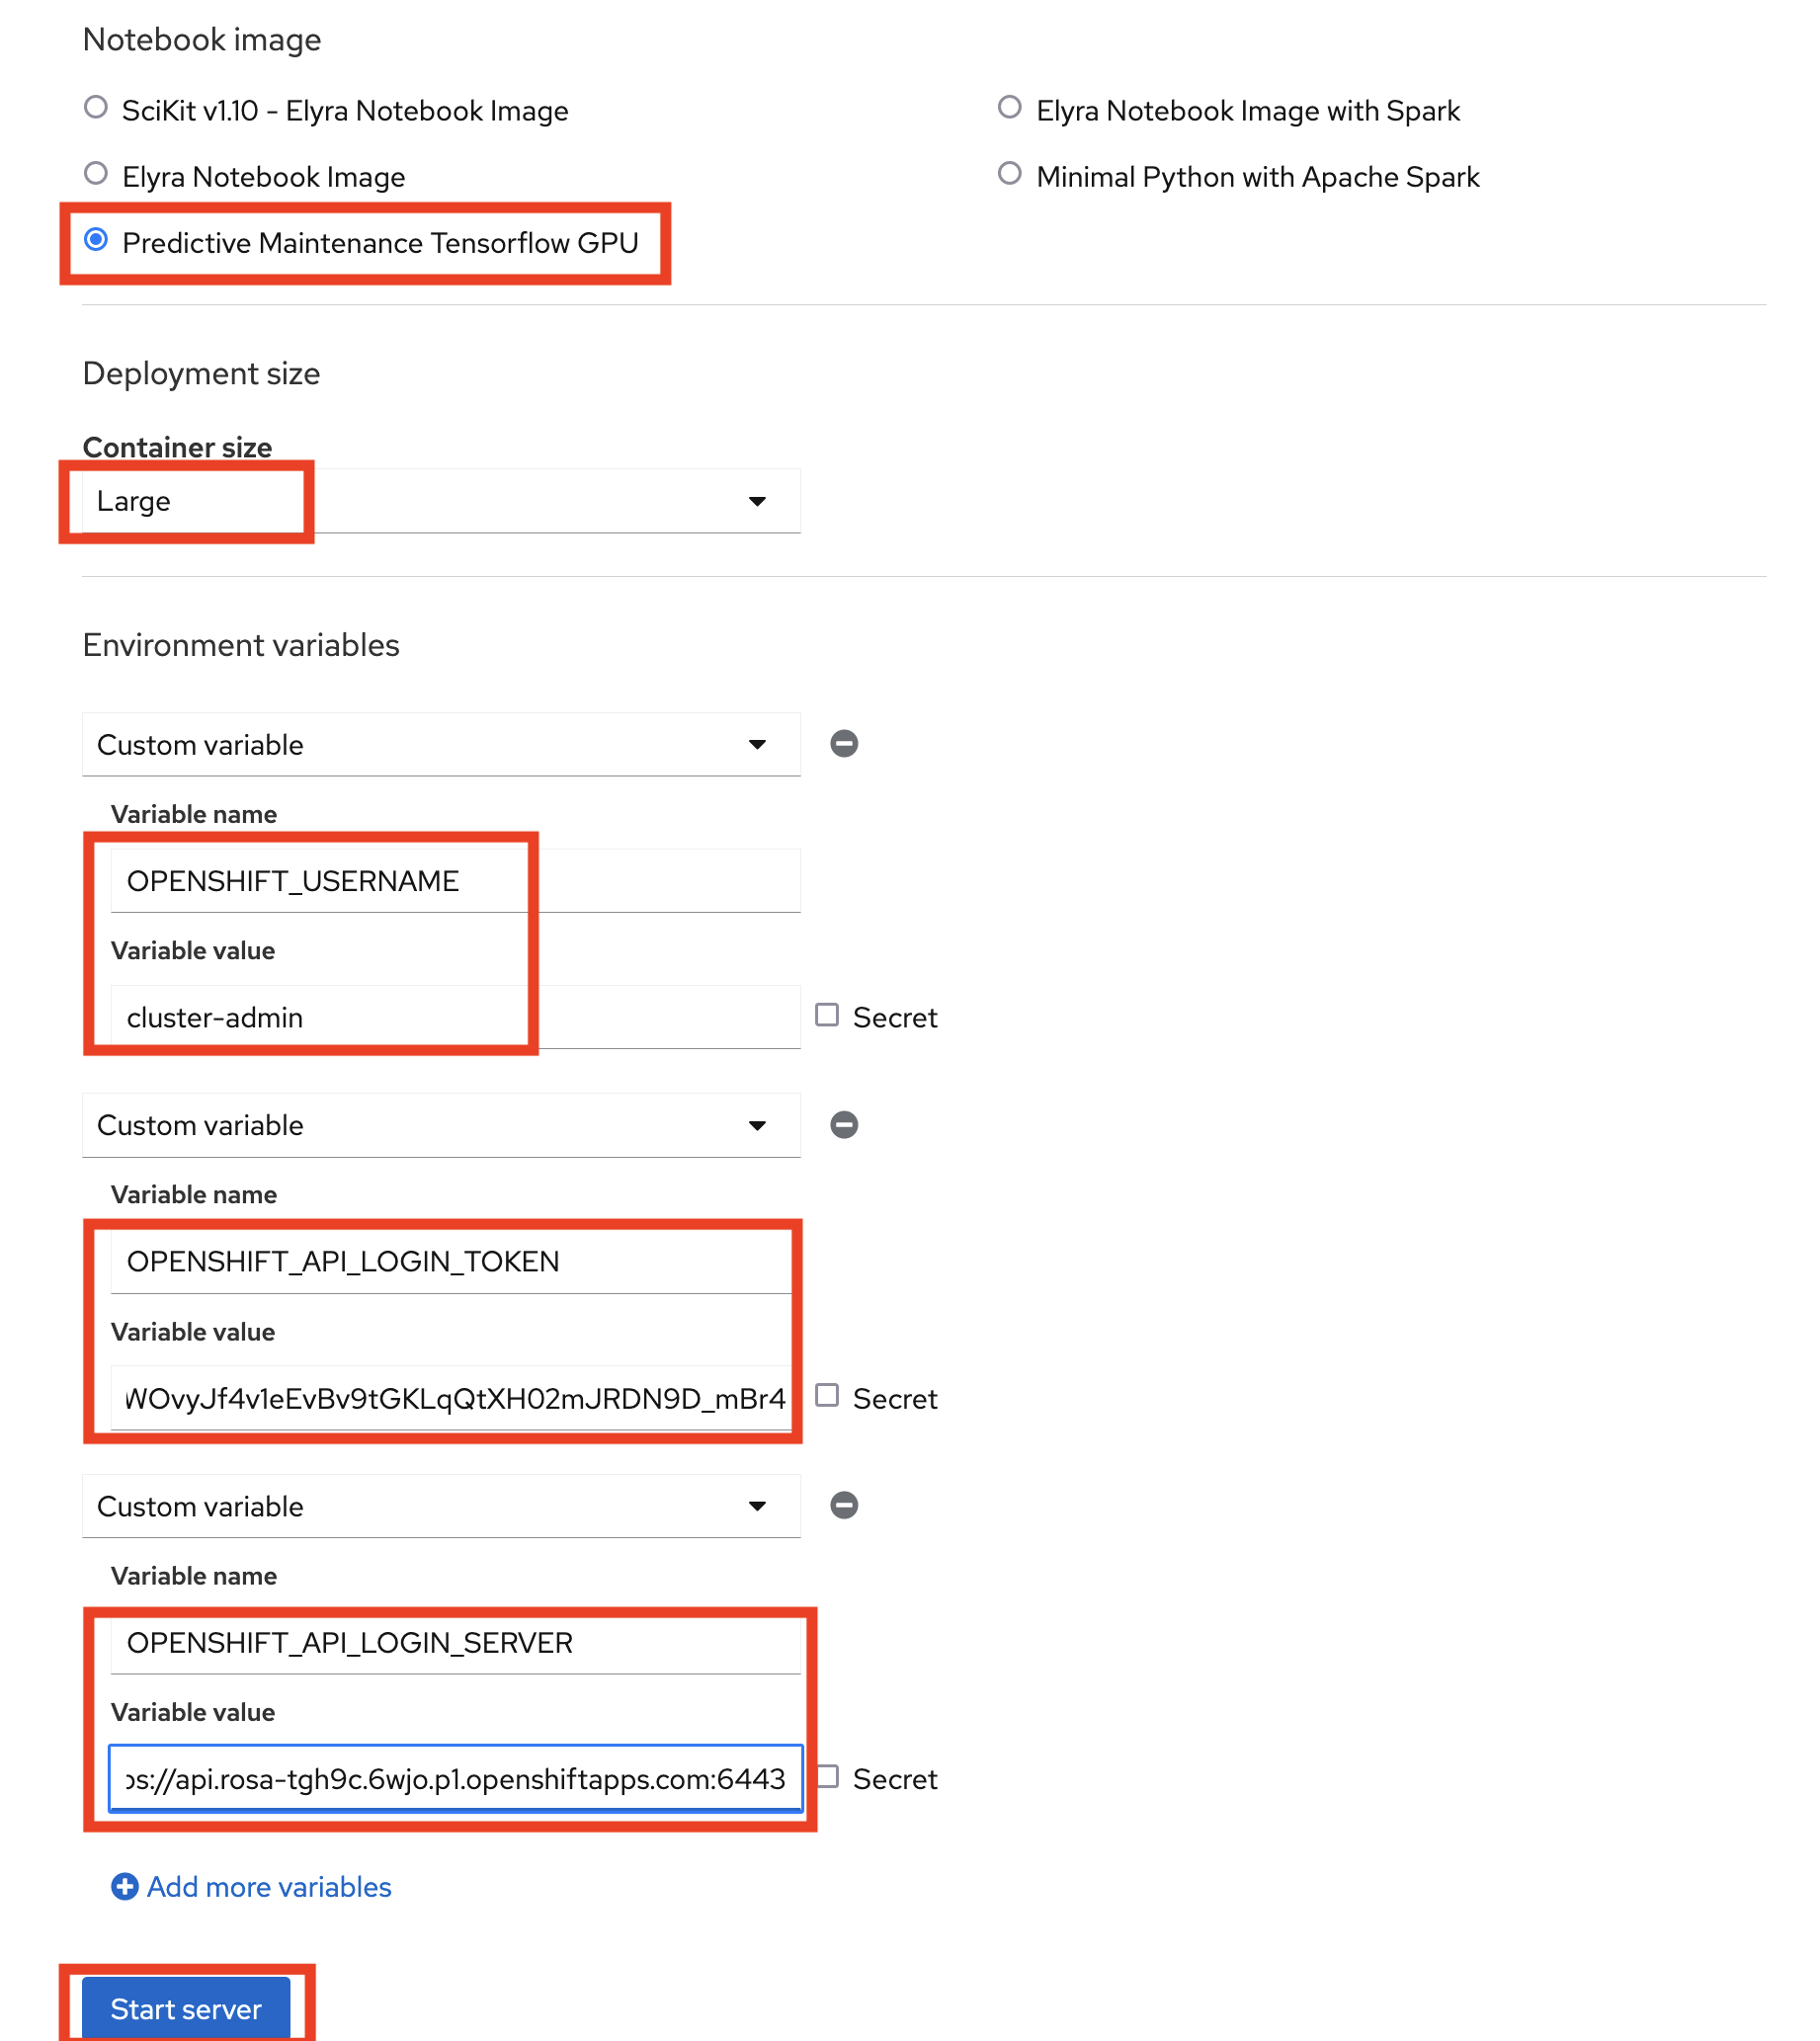 Notebook image
SciKit v1.10 - Elyra Notebook Image
Elyra Notebook Image with Spark
Elyra Notebook Image
Minimal Python with Apache Spark
Predictive Maintenance Tensorflow GPU
Deployment size
Container size
Large
Environment variables
Custom variable
Variable name
OPENSHIFT_USERNAME
Variable value
cluster-admin
Secret
Custom variable
Variable name
OPENSHIFT_API_LOGIN_TOKEN
Variable value
WOvyJf4v1eEvBv9tGKLqQtXH02mJRDN9D_mBr4
Secret
Custom variable
Variable name
OPENSHIFT_API_LOGIN_SERVER
Variable value
ps://api.rosa-tgh9c.6wjo.p1.openshiftapps.com:6443
Secret
Add more variables
Start server